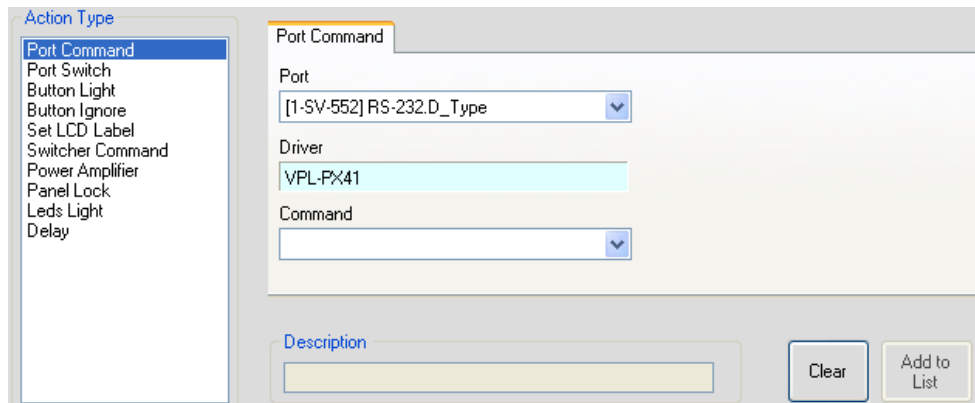 Action Type
Port Command
Port Switch
Button Light
Button Ignore
Set LCD Label
Switcher Command
Power Amplifier
Panel Lock
Leds Light
Delay
Port Command
Port
[1-SV-552] RS-232.D_Type
Driver
VPL-PX41
Command
Description
Clear
Add to
List